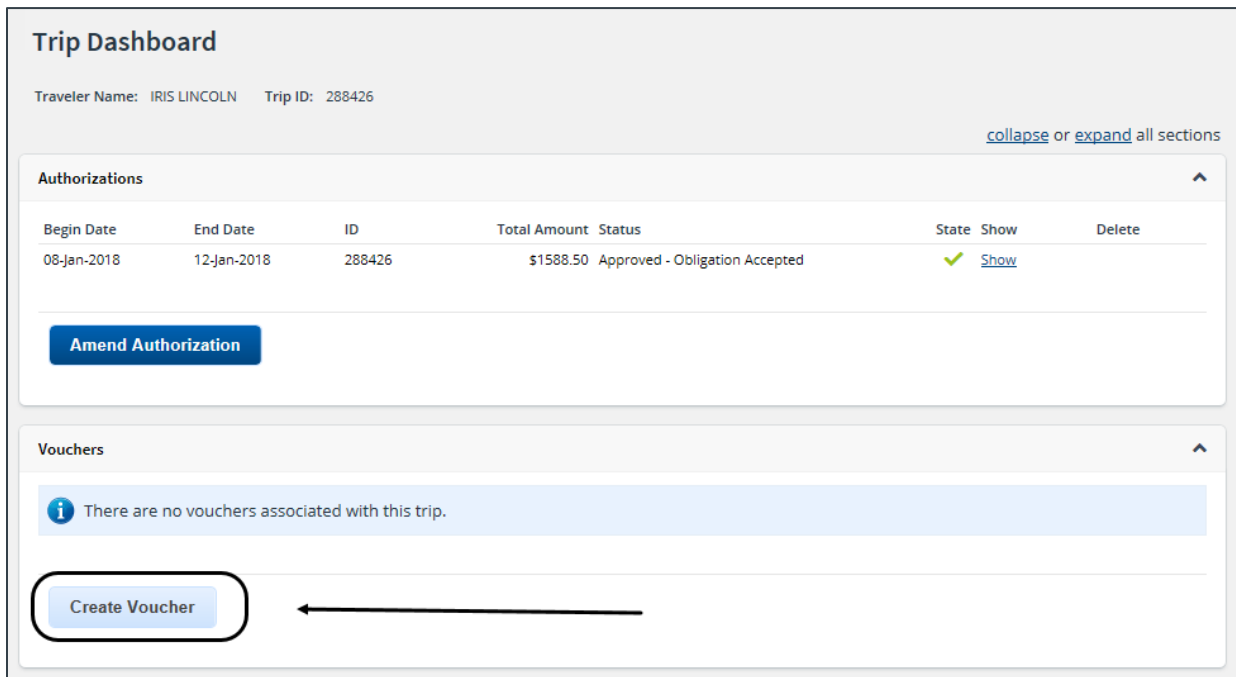 Trip Dashboard
Traveler Name: IRIS LINCOLN Trip ID: 288426
collapse or expand all sections
Authorizations
Begin Date End Date ID Total Amount Status State Show Delete
08-Jan-2018 12-Jan-2018 288426 $1588.50 Approved - Obligation Accepted Show
Amend Authorization
Vouchers
There are no vouchers associated with this trip.
Create Voucher